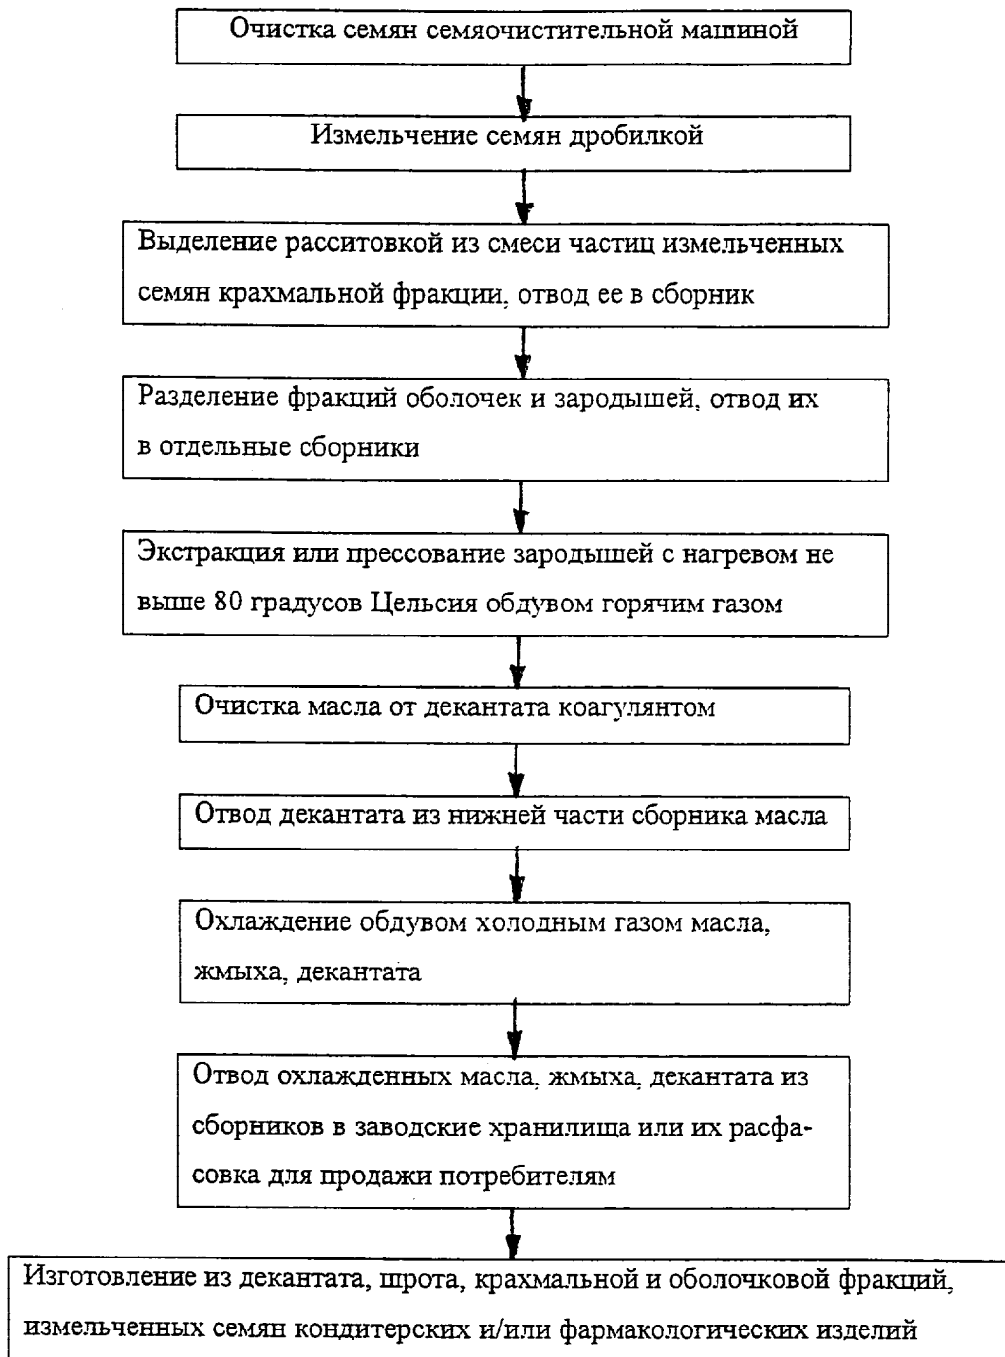 Очистка семян семяочистительной машиной
Измельчение семян дробилкой
Выделение расситовкой из смеси частиц измельченных
семян крахмальной фракции, отвод ее в сборник
Разделение фракций оболочек и зародышей, отвод их
в отдельные сборники
Экстракция или прессование зародышей с нагревом не
выше 80 градусов Цельсия обдувом горячим газом
Очистка масла от декантата коагулянтом
Отвод декантата из нижней части сборника масла
Охлаждение обдувом холодным газом масла,
жмыха, декантата
Отвод охлажденных масла, жмыха, декантата из
сборников в заводские хранилища или их расфа-
совка для продажи потребителям
Изготовление из декантата, шрота, крахмальной и оболочковой фракций,
измельченных семян кондитерских и/или фармакологических изделий